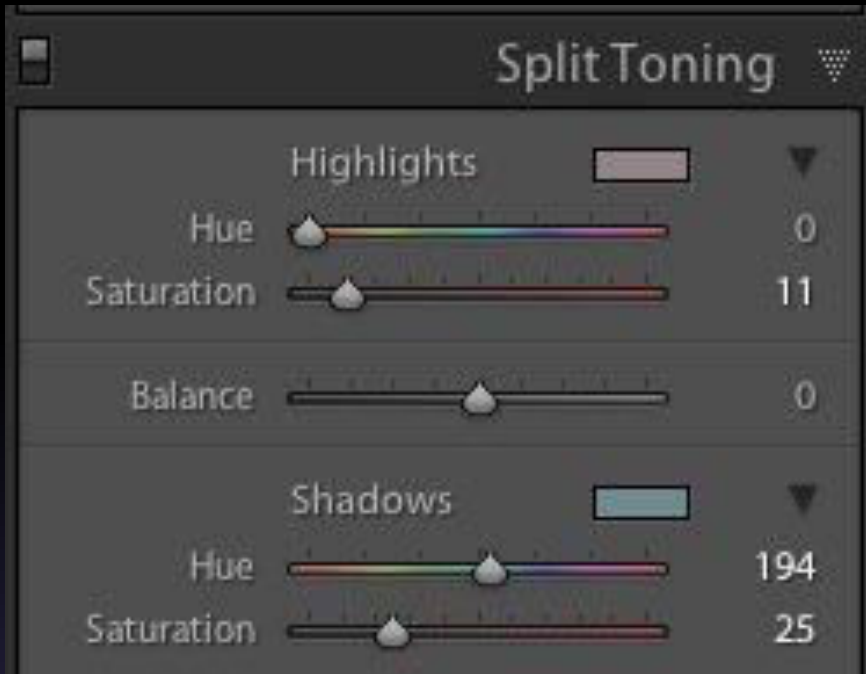 Split Toning
Highlights
Hue 0
Saturation 11
Balance 0
Shadows
Hue 194
Saturation 25